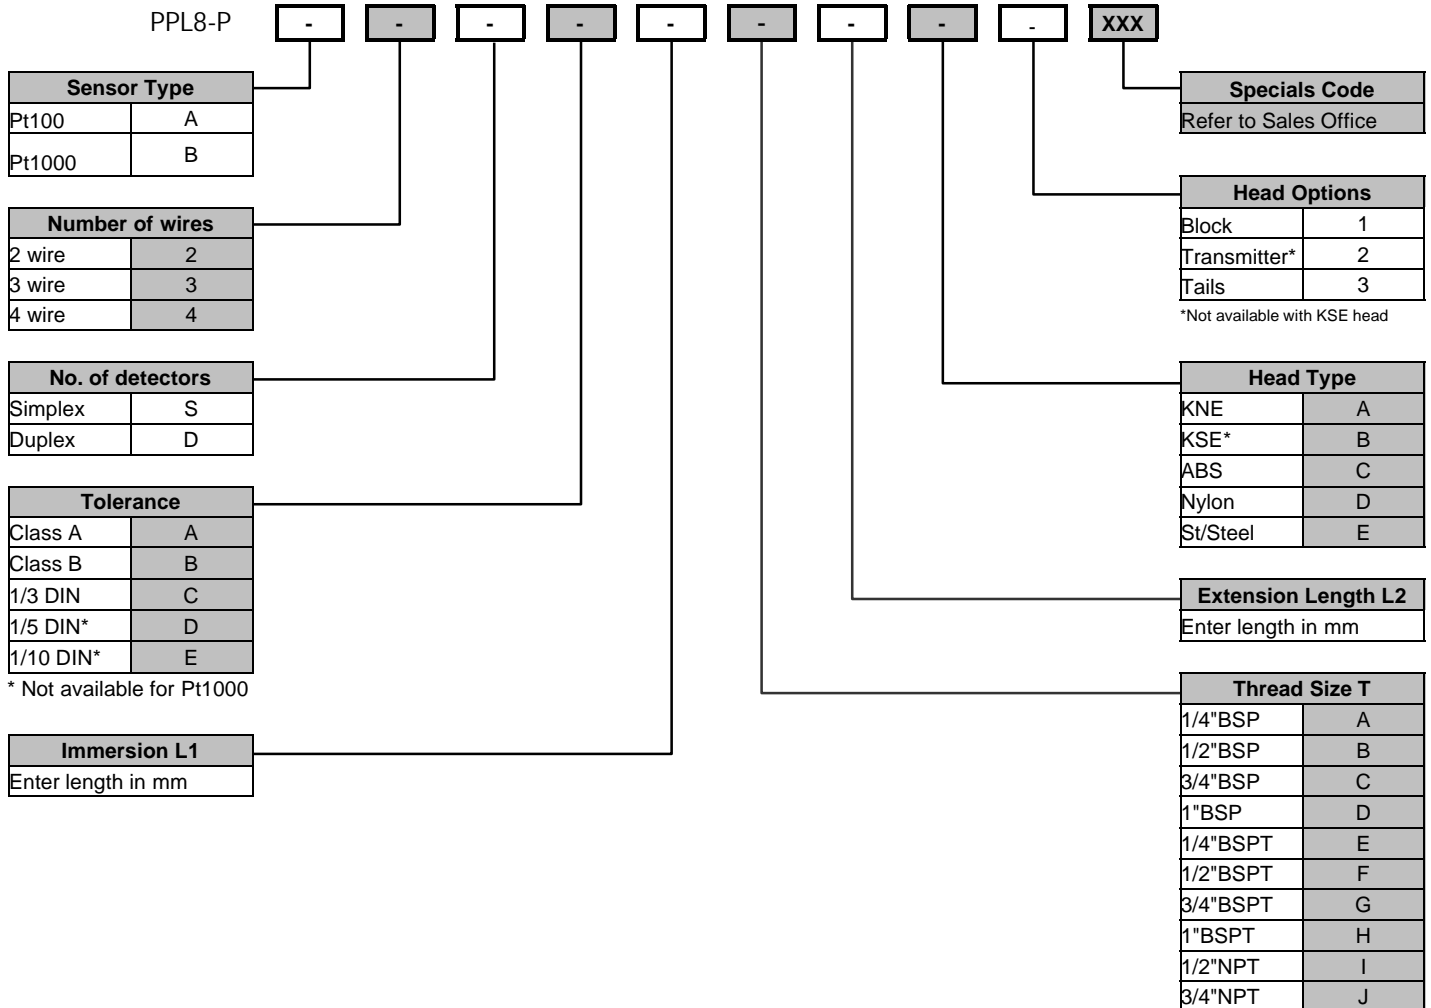 PPL8-P - - - - - - - - - XXX
Sensor Type
Pt100 A
Pt1000 B
Number of wires
2 wire 2
3 wire 3
4 wire 4
No. of detectors
Simplex S
Duplex D
Tolerance
Class A A
Class B B
1/3 DIN C
1/5 DIN* D
1/10 DIN* E
* Not available for Pt1000
Immersion L1
Enter length in mm
Specials Code
Refer to Sales Office
Head Options
Block 1
Transmitter* 2
Tails 3
*Not available with KSE head
Head Type
KNE A
KSE* B
ABS C
Nylon D
St/Steel E
Extension Length L2
Enter length in mm
Thread Size T
1/4"BSP A
1/2"BSP B
3/4"BSP C
1"BSP D
1/4"BSPT E
1/2"BSPT F
3/4"BSPT G
1"BSPT H
1/2"NPT I
3/4"NPT J